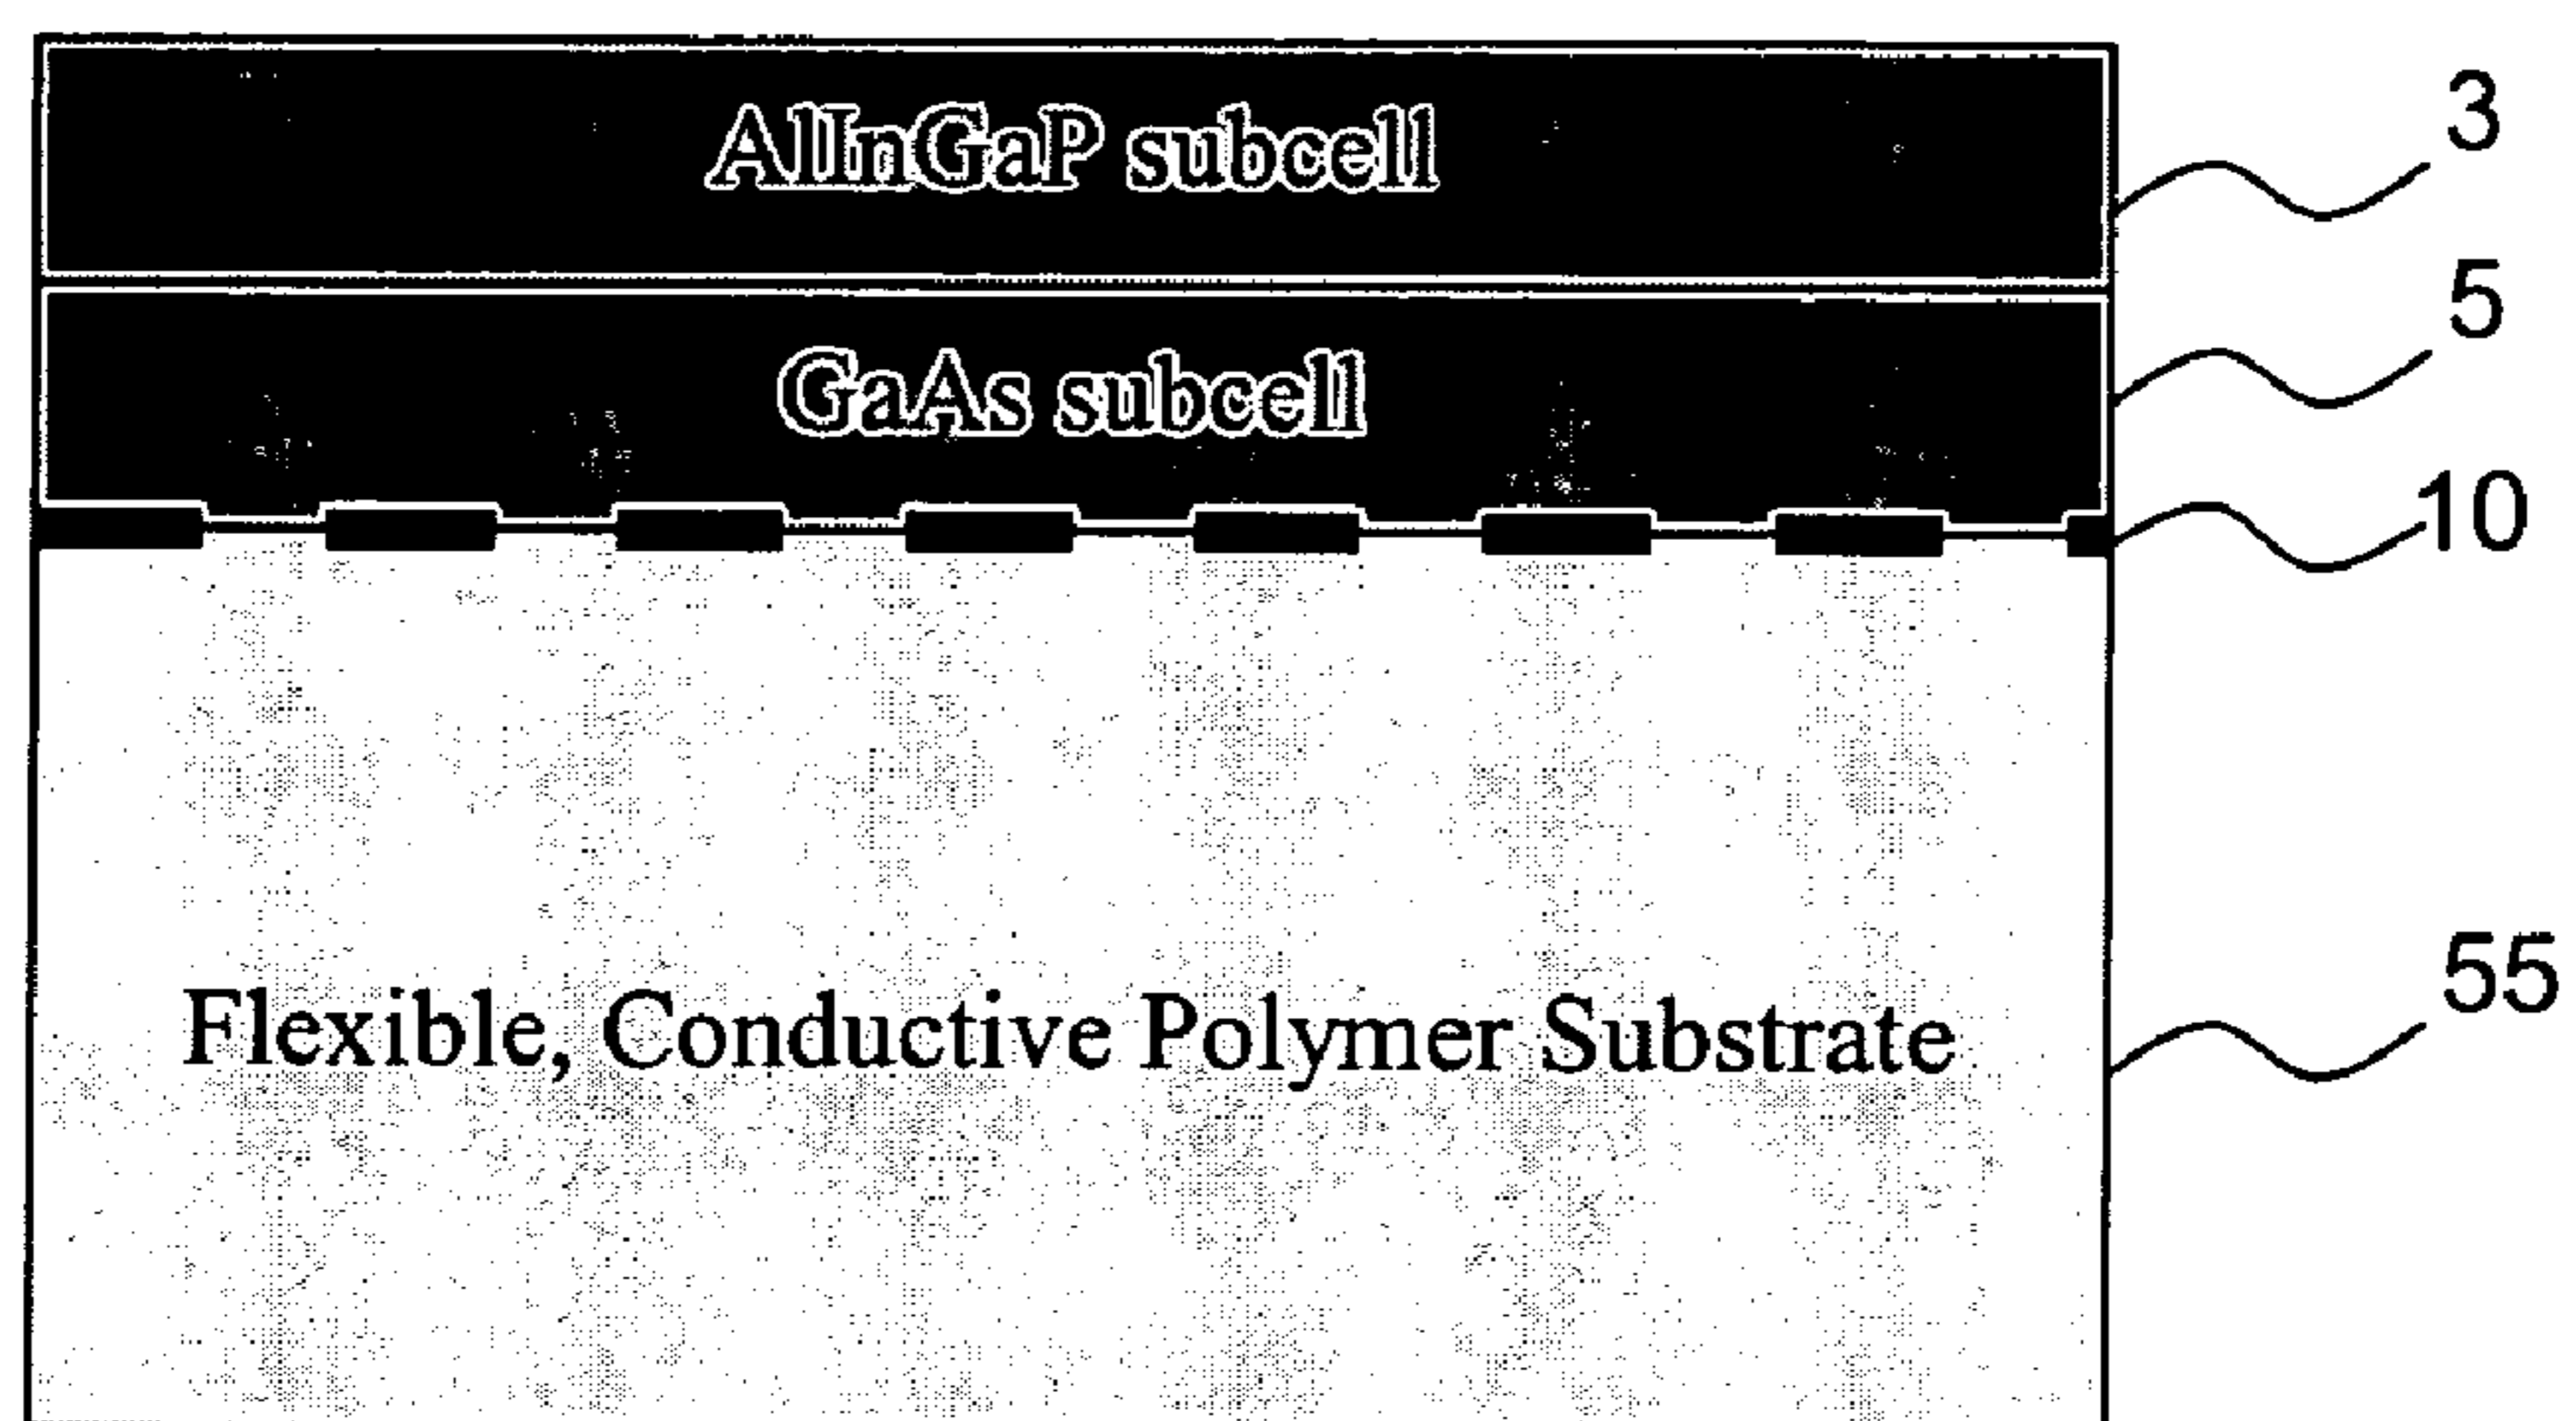 AlInGaP subcell
3
GaAs subcell
5
10
Flexible, Conductive Polymer Substrate
55